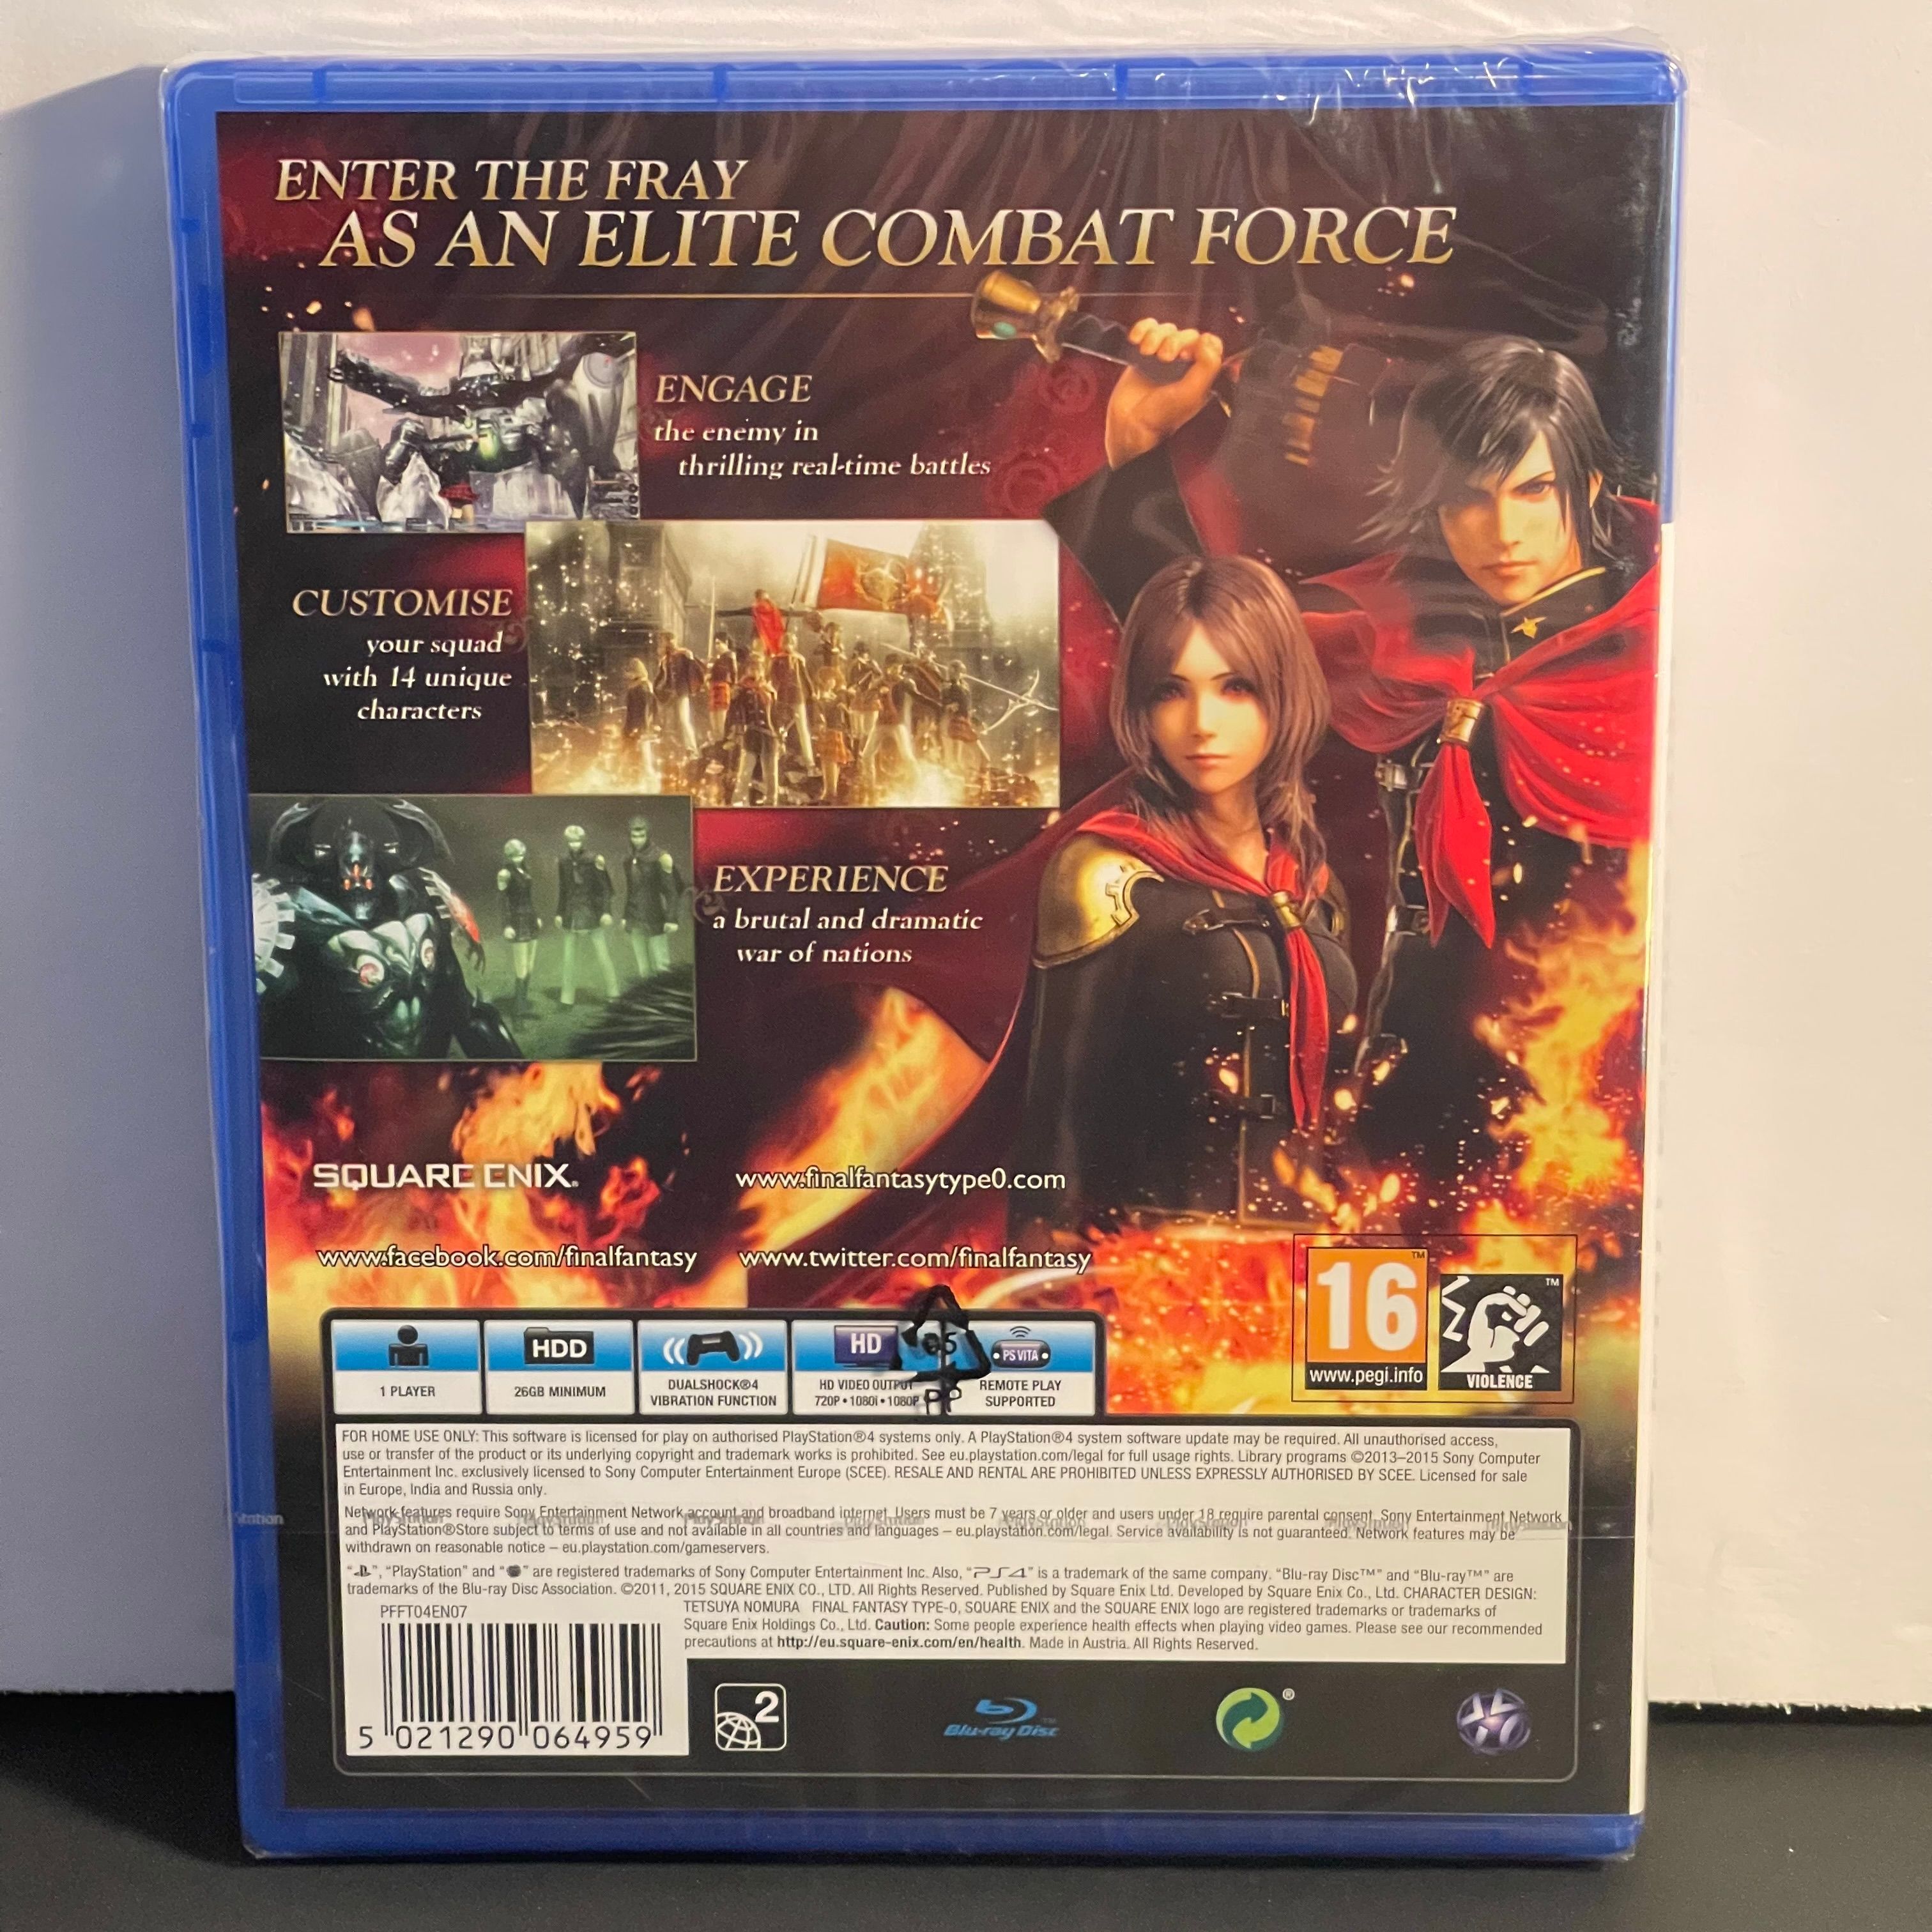 ENTER THE FRAY
AS AN ELITE COMBAT FORCE
ENGAGE
the enemy in
thrilling real-time battles
CUSTOMISE
your squad
with 14 unique
characters
EXPERIENCE
a brutal and dramatic
war of nations
SQUARE ENIX®
www.finalfantasytype0.com
www.facebook.com/finalfantasy
www.twitter.com/finalfantasy
16™
www.pegi.info
™
VIOLENCE
1 PLAYER
HDD
26GB MINIMUM
DUALSHOCK®4
VIBRATION FUNCTION
HD
HD VIDEO OUTPUT
720P • 1080i • 1080P
05
PP
PS VITA
REMOTE PLAY
SUPPORTED
FOR HOME USE ONLY: This software is licensed for play on authorised PlayStation®4 systems only. A PlayStation®4 system software update may be required. All unauthorised access,
use or transfer of the product or its underlying copyright and trademark works is prohibited. See eu.playstation.com/legal for full usage rights. Library programs ©2013–2015 Sony Computer
Entertainment Inc. exclusively licensed to Sony Computer Entertainment Europe (SCEE). RESALE AND RENTAL ARE PROHIBITED UNLESS EXPRESSLY AUTHORISED BY SCEE. Licensed for sale
in Europe, India and Russia only.
Network features require Sony Entertainment Network account and broadband internet. Users must be 7 years or older and users under 18 require parental consent. Sony Entertainment Network
and PlayStation®Store subject to terms of use and not available in all countries and languages – eu.playstation.com/legal. Service availability is not guaranteed. Network features may be
withdrawn on reasonable notice – eu.playstation.com/gameservers.
“ ”, “PlayStation” and “ ” are registered trademarks of Sony Computer Entertainment Inc. Also, “PS4” is a trademark of the same company. “Blu-ray Disc™” and “Blu-ray™” are
trademarks of the Blu-ray Disc Association. ©2011, 2015 SQUARE ENIX CO., LTD. All Rights Reserved. Published by Square Enix Ltd. Developed by Square Enix Co., Ltd. CHARACTER DESIGN:
TETSUYA NOMURA FINAL FANTASY TYPE-0, SQUARE ENIX and the SQUARE ENIX logo are registered trademarks or trademarks of
Square Enix Holdings Co., Ltd. Caution: Some people experience health effects when playing video games. Please see our recommended
precautions at http://eu.square-enix.com/en/health. Made in Austria. All Rights Reserved.
PFFT04EN07
5 021290 064959
2
Blu-ray Disc™
®